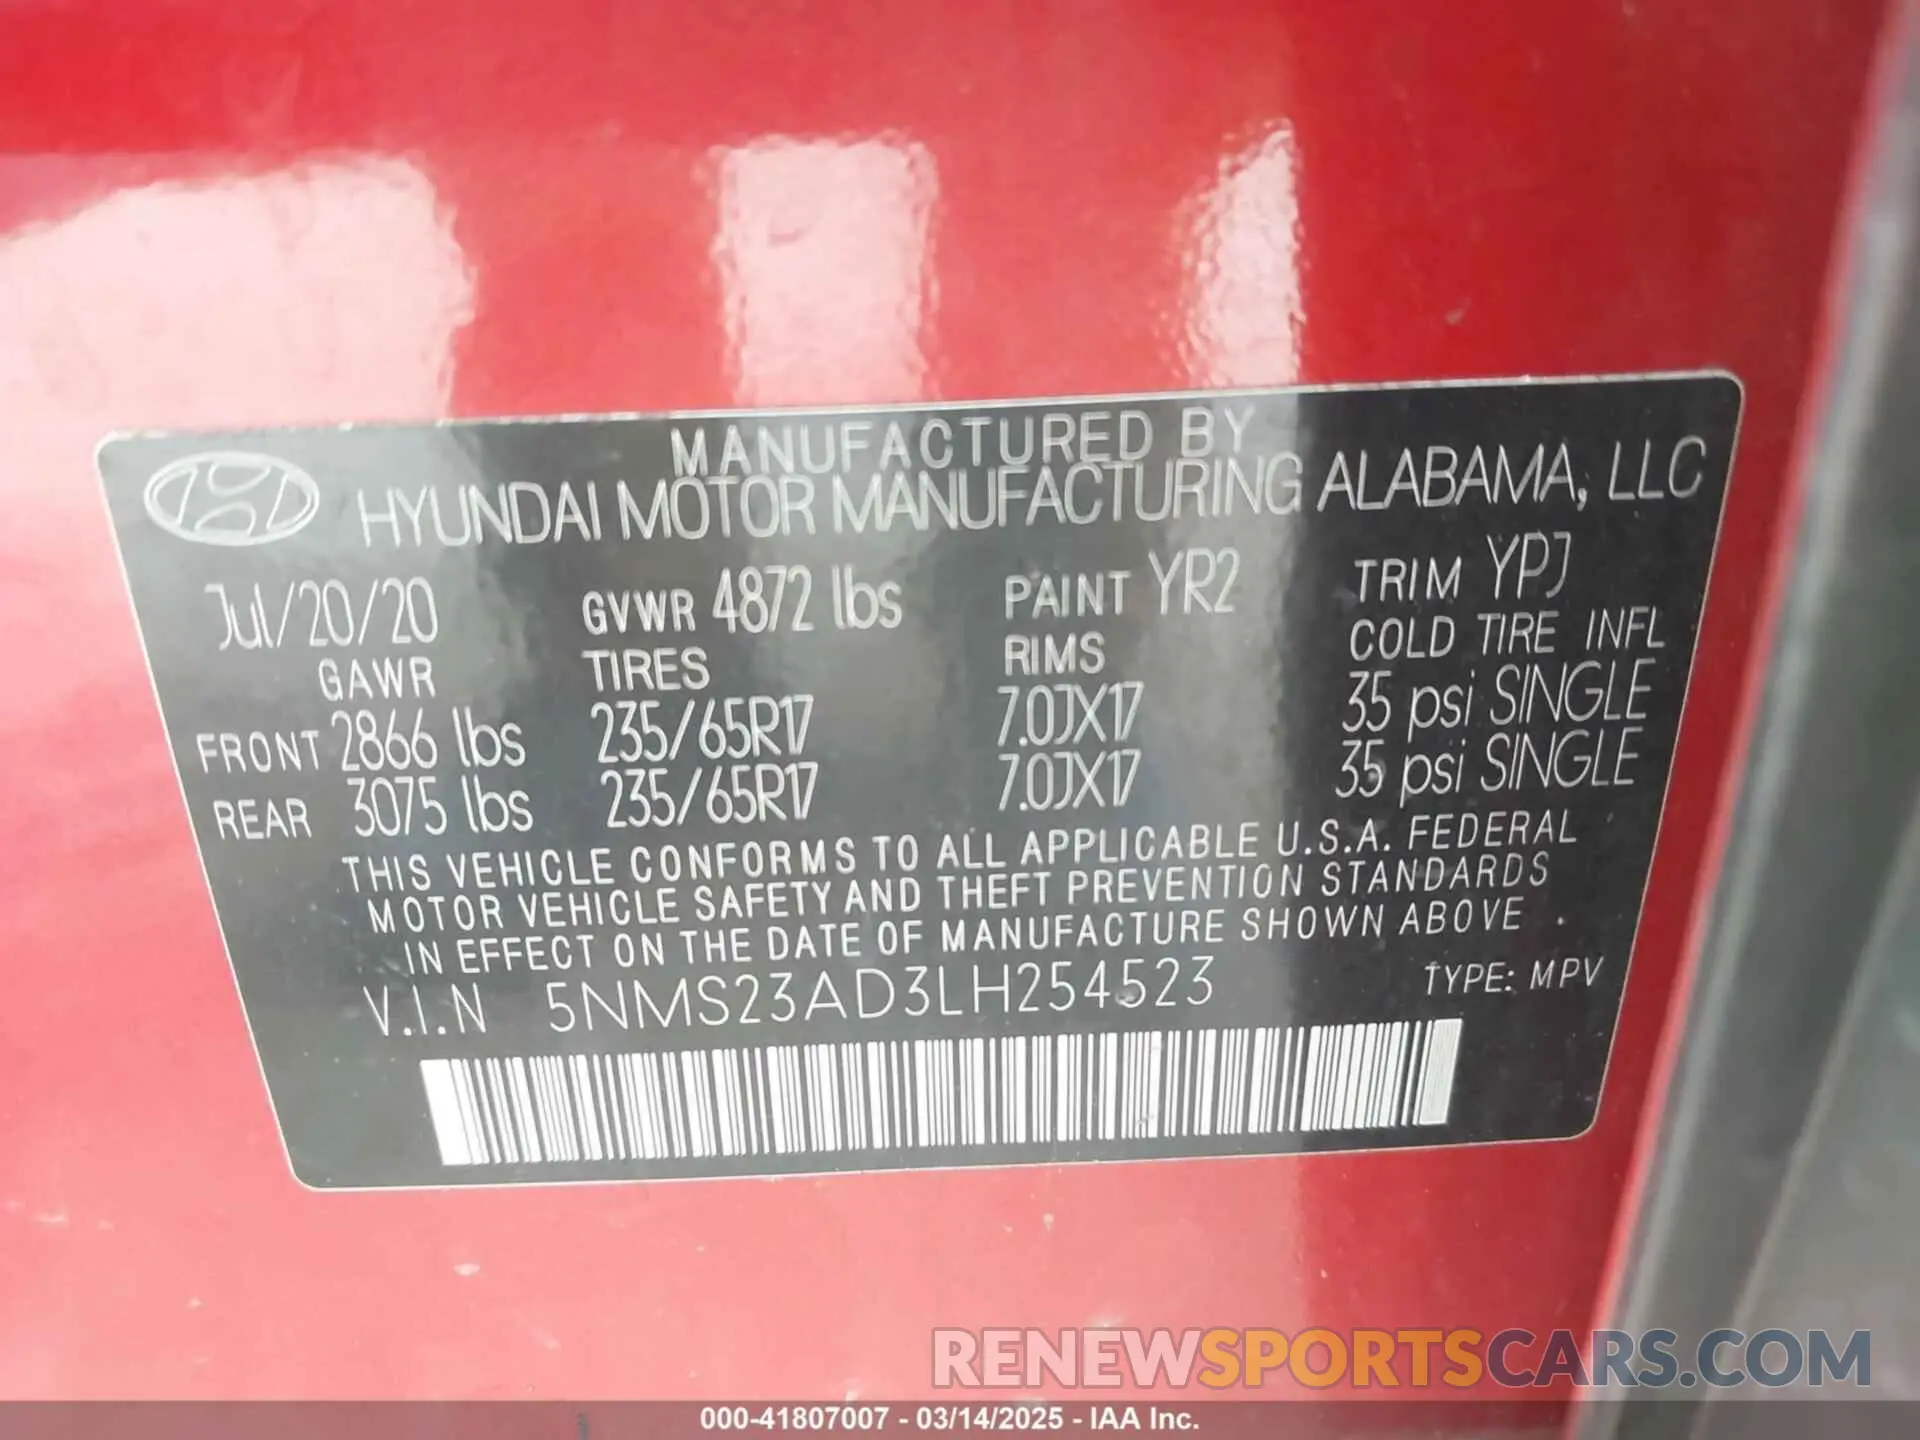 MANUFACTURED BY
HYUNDAI MOTOR MANUFACTURING ALABAMA, LLC
Jul/20/20 GVWR 4872 lbs PAINT YR2 TRIM YPJ
GAWR TIRES RIMS COLD TIRE INFL
FRONT 2866 lbs 235/65R17 7.0JX17 35 psi SINGLE
REAR 3075 lbs 235/65R17 7.0JX17 35 psi SINGLE
THIS VEHICLE CONFORMS TO ALL APPLICABLE U.S.A. FEDERAL
MOTOR VEHICLE SAFETY AND THEFT PREVENTION STANDARDS
IN EFFECT ON THE DATE OF MANUFACTURE SHOWN ABOVE .
V.I.N 5NMS23AD3LH254523 TYPE: MPV
RENEWSPORTSCARS.COM
000-41807007 - 03/14/2025 - IAA Inc.